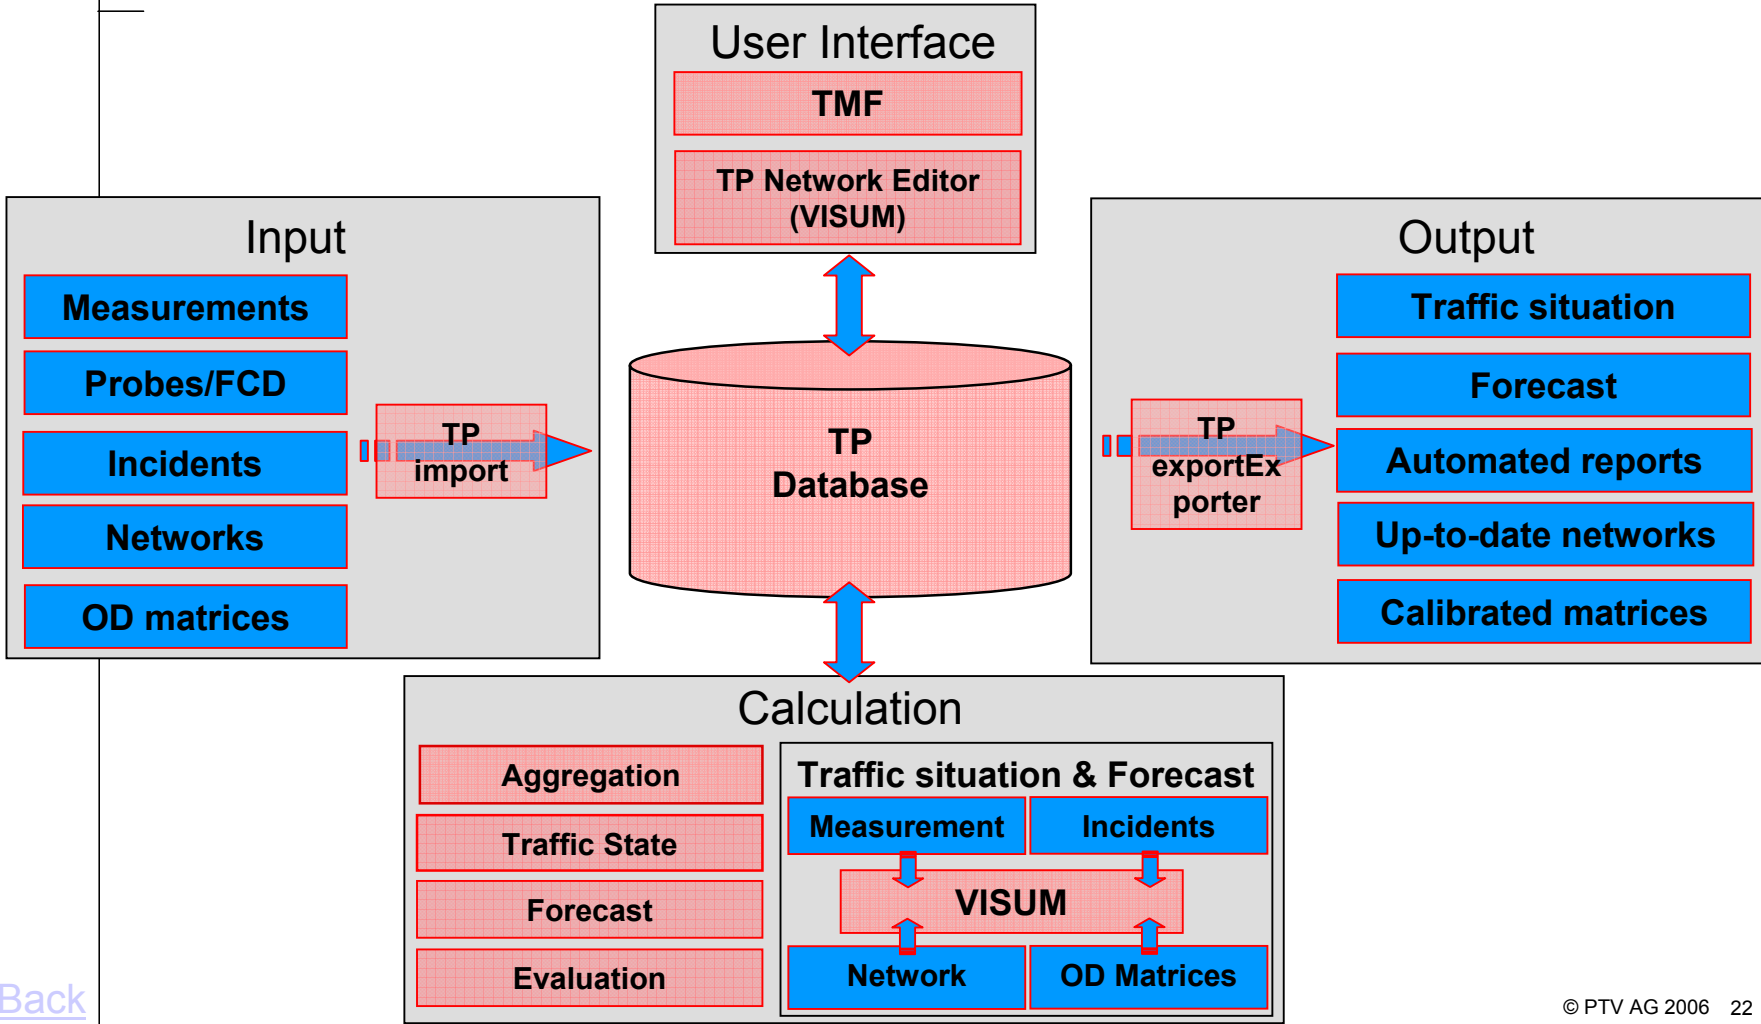 User Interface
TMF
TP Network Editor
(VISUM)
Input
Measurements
Probes/FCD
Incidents
Networks
OD matrices
TP
import
TP
Database
TP
exportEx
porter
Output
Traffic situation
Forecast
Automated reports
Up-to-date networks
Calibrated matrices
Calculation
Aggregation
Traffic State
Forecast
Evaluation
Traffic situation & Forecast
Measurement
Incidents
VISUM
Network
OD Matrices
Back
© PTV AG 2006 22